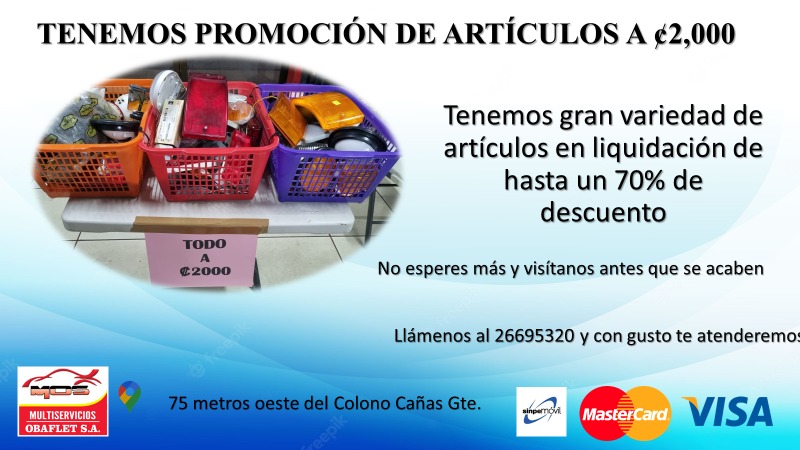 TENEMOS PROMOCIÓN DE ARTÍCULOS A ¢2,000
Tenemos gran variedad de
artículos en liquidación de
hasta un 70% de
descuento
TODO
A
₡2000
No esperes más y visítanos antes que se acaben
Llámenos al 26695320 y con gusto te atenderemos
MOS
MULTISERVICIOS
OBAFLET S.A.
75 metros oeste del Colono Cañas Gte.
sinpe móvil
MasterCard
VISA
freepik